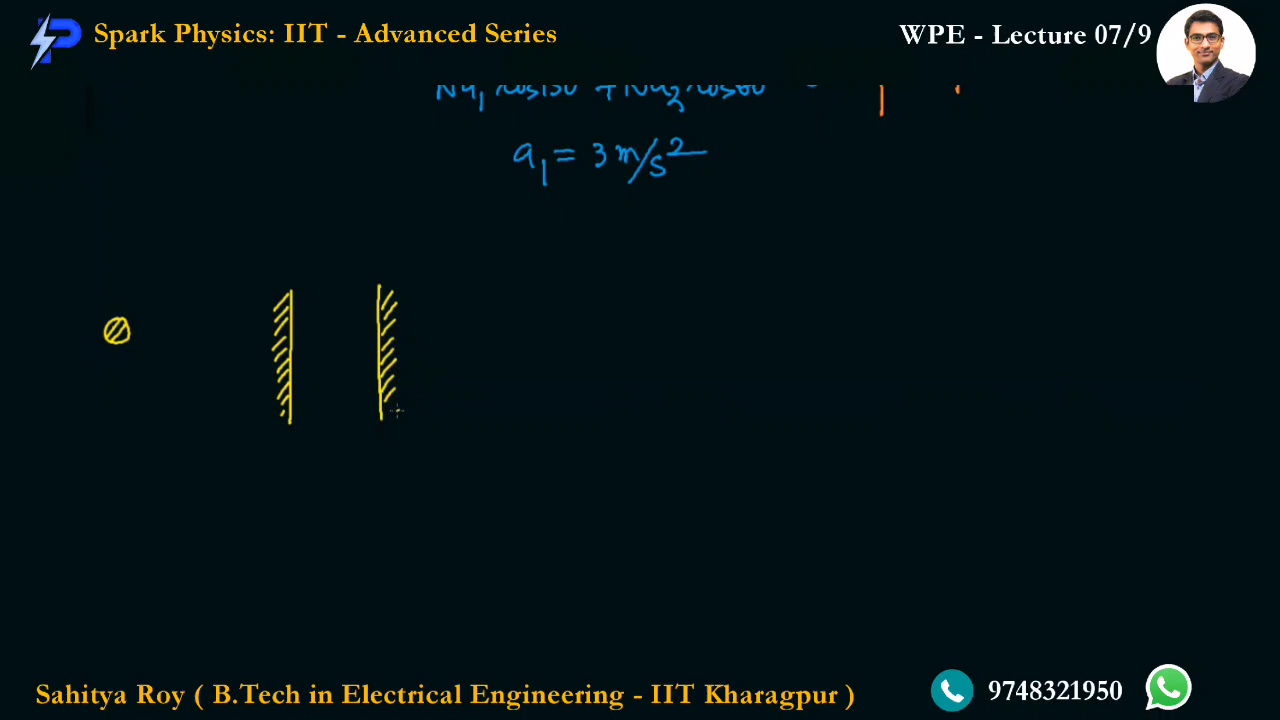 Spark Physics: IIT - Advanced Series
WPE - Lecture 07/9
a₁ = 3 m/s²
Sahitya Roy ( B.Tech in Electrical Engineering - IIT Kharagpur )
9748321950